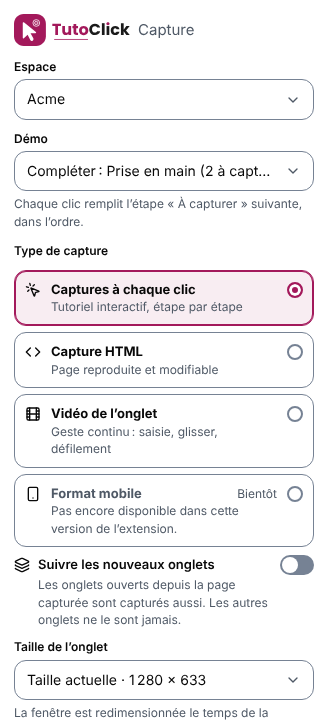 TutoClick Capture
Espace
Acme
Démo
Compléter : Prise en main (2 à capt...
Chaque clic remplit l’étape « À capturer » suivante,
dans l’ordre.
Type de capture
Captures à chaque clic
Tutoriel interactif, étape par étape
Capture HTML
Page reproduite et modifiable
Vidéo de l’onglet
Geste continu : saisie, glisser,
défilement
Format mobile Bientôt
Pas encore disponible dans cette
version de l’extension.
Suivre les nouveaux onglets
Les onglets ouverts depuis la page
capturée sont capturés aussi. Les autres
onglets ne le sont jamais.
Taille de l’onglet
Taille actuelle · 1280 × 633
La fenêtre est redimensionnée le temps de la